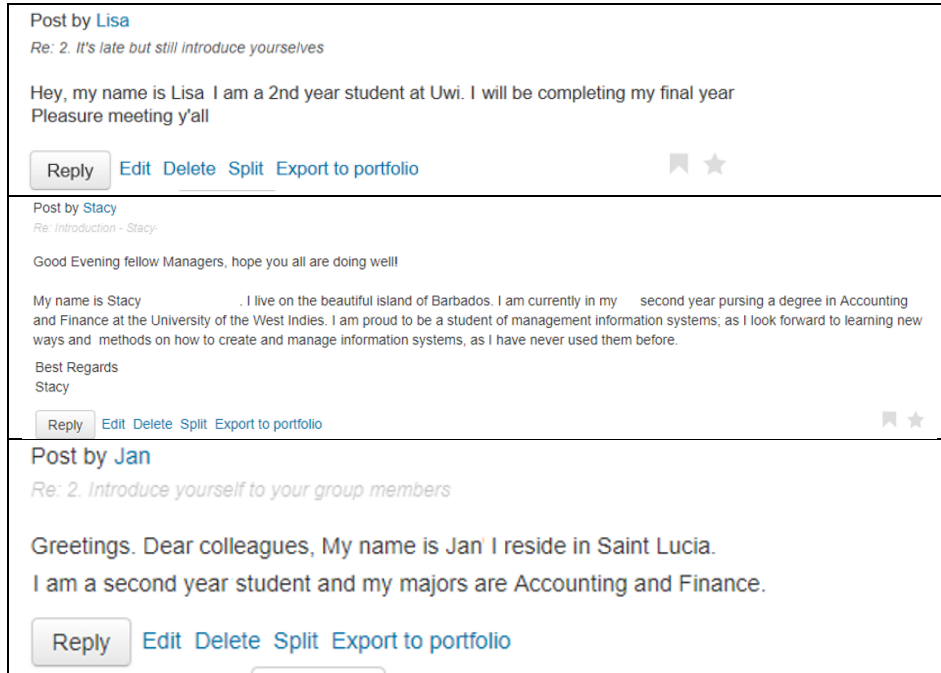 Post by Lisa
Re: 2. It's late but still introduce yourselves
Hey, my name is Lisa I am a 2nd year student at Uwi. I will be completing my final year
Pleasure meeting y'all
Reply Edit Delete Split Export to portfolio
Post by Stacy
Re: Introduction - Stacy-
Good Evening fellow Managers, hope you all are doing well!
My name is Stacy . I live on the beautiful island of Barbados. I am currently in my second year pursing a degree in Accounting
and Finance at the University of the West Indies. I am proud to be a student of management information systems; as I look forward to learning new
ways and methods on how to create and manage information systems, as I have never used them before.
Best Regards
Stacy
Reply Edit Delete Split Export to portfolio
Post by Jan
Re: 2. Introduce yourself to your group members
Greetings. Dear colleagues, My name is Jan I reside in Saint Lucia.
I am a second year student and my majors are Accounting and Finance.
Reply Edit Delete Split Export to portfolio